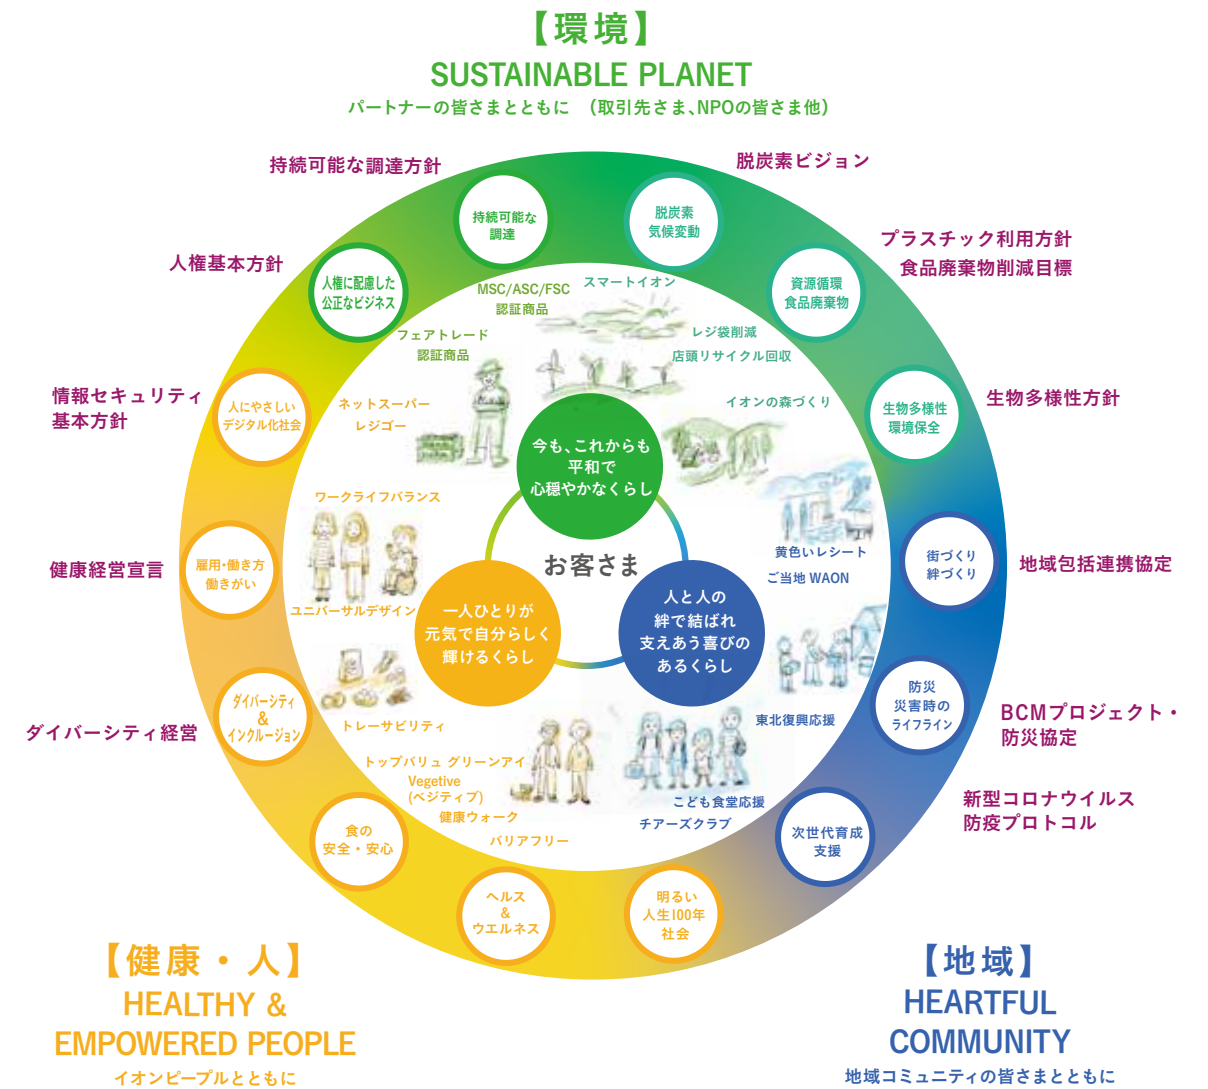 【環境】
SUSTAINABLE PLANET
パートナーの皆さまとともに （取引先さま、NPOの皆さま他）
持続可能な調達方針
脱炭素ビジョン
人権基本方針
プラスチック利用方針
食品廃棄物削減目標
情報セキュリティ
基本方針
生物多様性方針
健康経営宣言
地域包括連携協定
ダイバーシティ経営
BCMプロジェクト・
防災協定
新型コロナウイルス
防疫プロトコル
持続可能な
調達
脱炭素
気候変動
人権に配慮した
公正なビジネス
資源循環
食品廃棄物
人にやさしい
デジタル化社会
生物多様性
環境保全
雇用・働き方
働きがい
街づくり
絆づくり
ダイバーシティ
&
インクルージョン
防災
災害時の
ライフライン
食の
安全・安心
次世代育成
支援
ヘルス
&
ウエルネス
明るい
人生100年
社会
MSC/ASC/FSC
認証商品
スマートイオン
フェアトレード
認証商品
レジ袋削減
店頭リサイクル回収
ネットスーパー
レジゴー
イオンの森づくり
ワークライフバランス
黄色いレシート
ご当地 WAON
ユニバーサルデザイン
トレーサビリティ
東北復興応援
トップバリュ グリーンアイ
Vegetive
(ベジティブ)
健康ウォーク
バリアフリー
こども食堂応援
チアーズクラブ
今も、これからも
平和で
心穏やかなくらし
お客さま
一人ひとりが
元気で自分らしく
輝けるくらし
人と人の
絆で結ばれ
支えあう喜びの
あるくらし
【健康・人】
HEALTHY &
EMPOWERED PEOPLE
イオンピープルとともに
【地域】
HEARTFUL
COMMUNITY
地域コミュニティの皆さまとともに